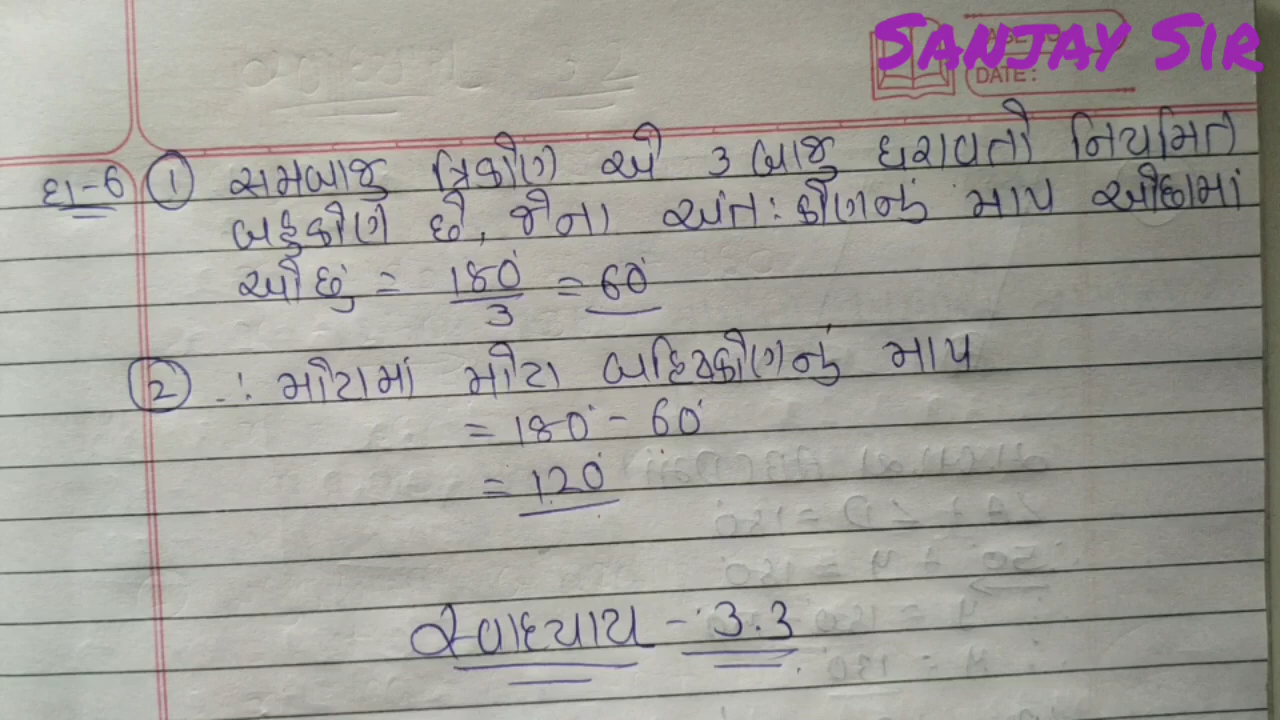 SANJAY SIR
DATE :
દા-6 ① સમબાજુ ત્રિકોણ એ 3 બાજુ ધરાવતો નિયમિત
બહુકોણ છે, જેના અંતઃકોણનું માપ ઓછામાં
ઓછું = 180° / 3 = 60°
② ∴ મોટામાં મોટા બહિષ્કોણનું માપ
= 180° - 60°
= 120°
સ્વાધ્યાય - 3.3